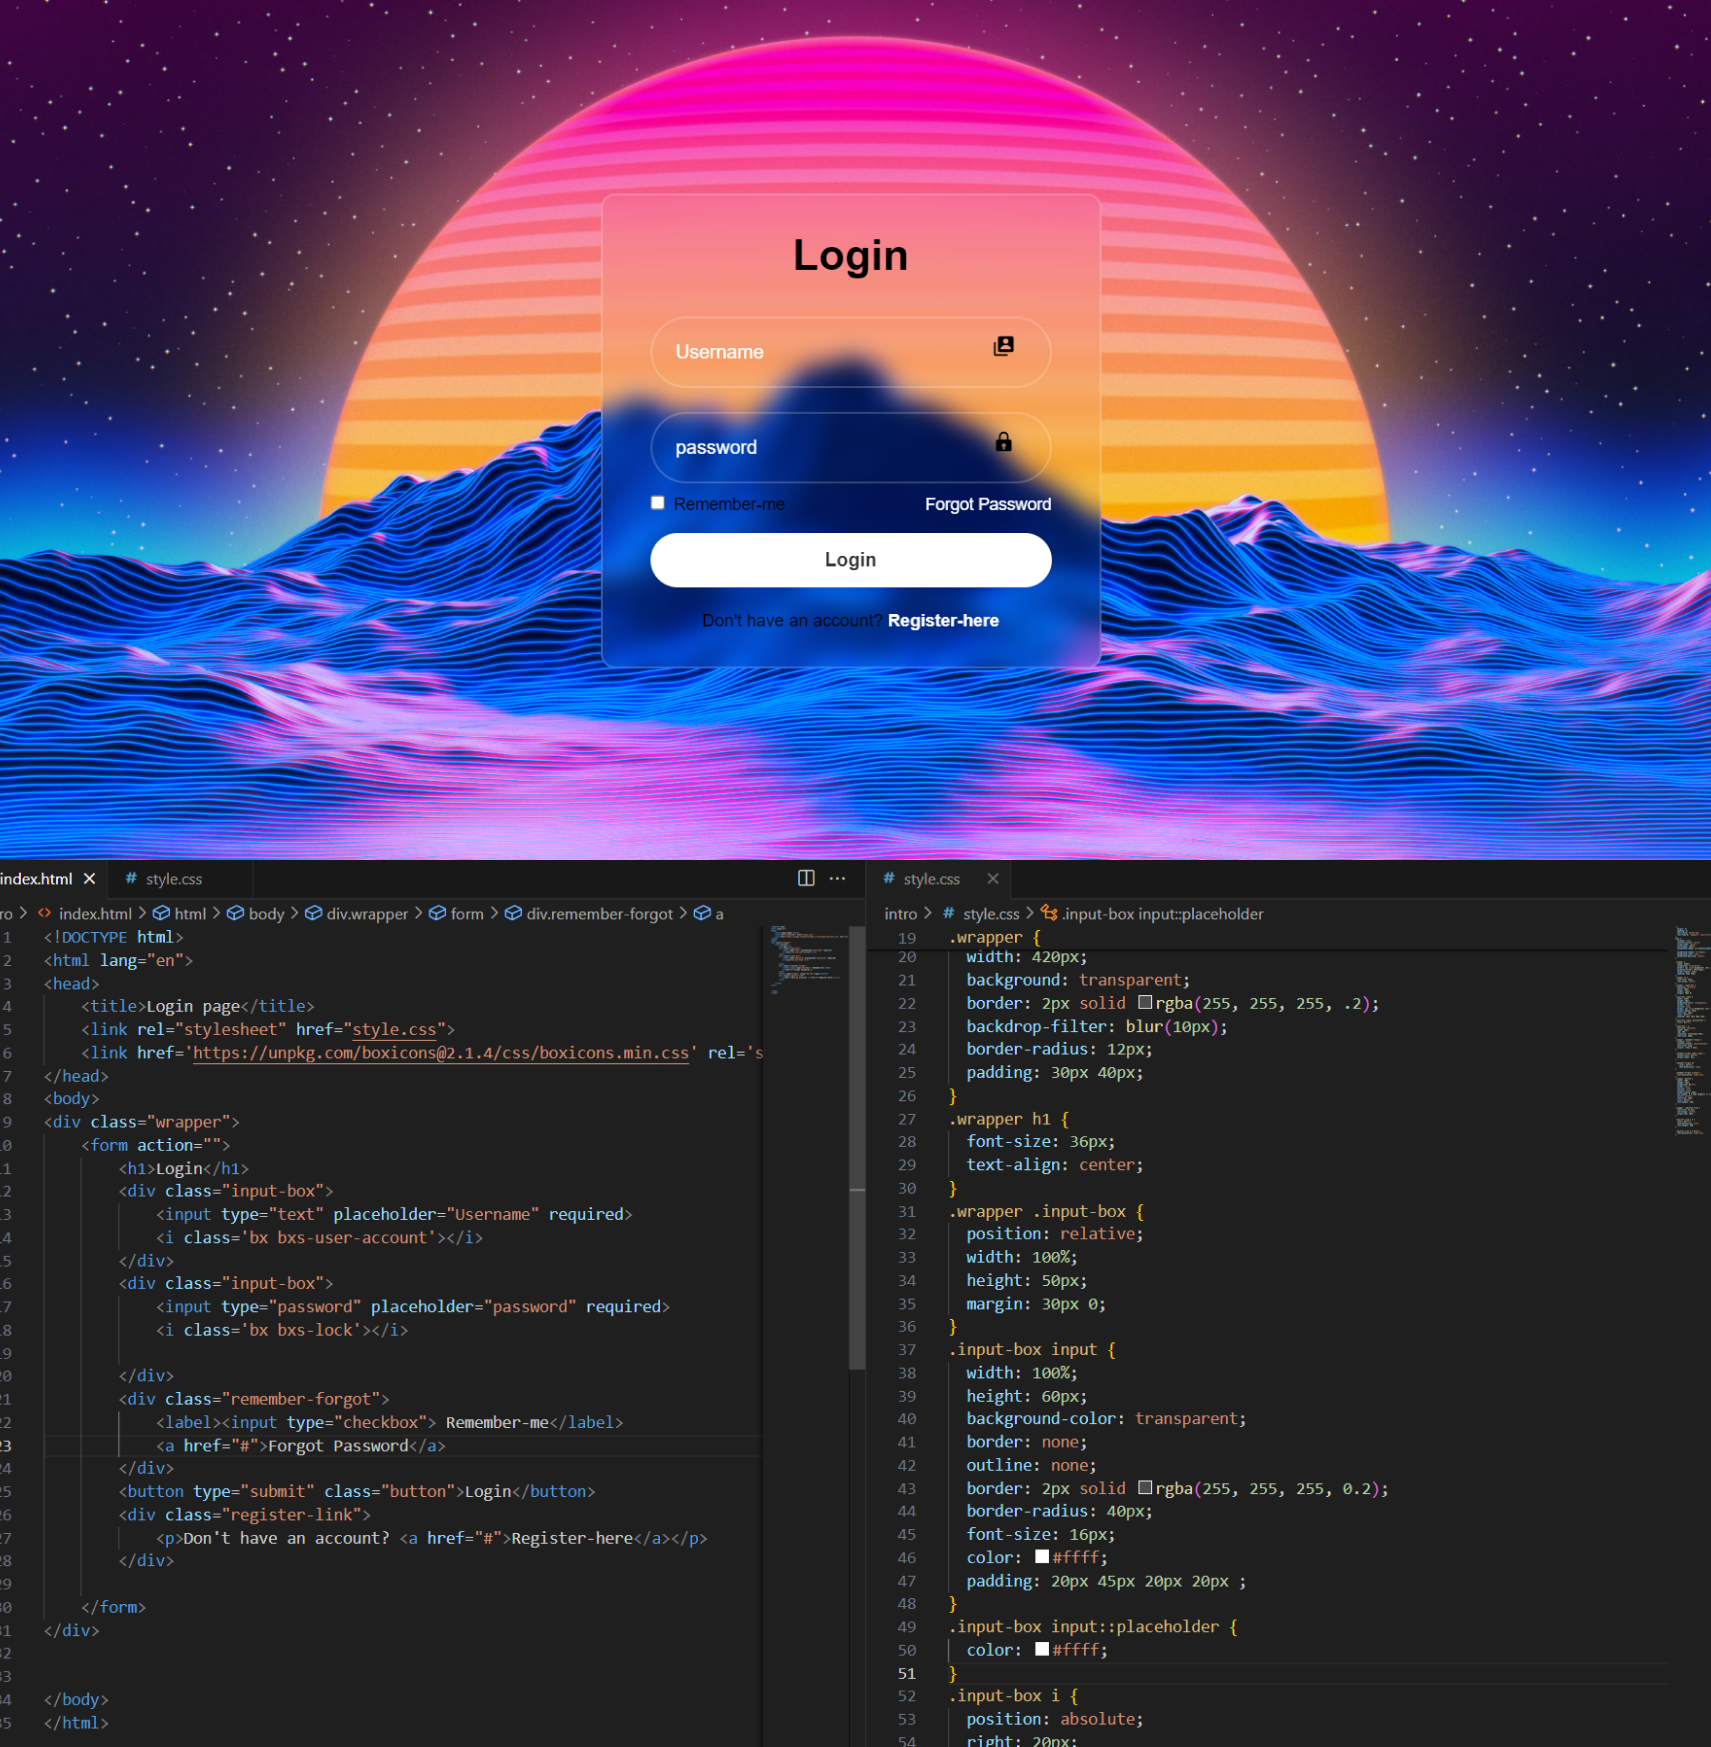 Login
Username
password
Remember-me Forgot Password
Login
Don't have an account? Register-here
index.html # style.css
ro > index.html > html > body > div.wrapper > form > div.remember-forgot > a
1 <!DOCTYPE html>
2 <html lang="en">
3 <head>
4 <title>Login page</title>
5 <link rel="stylesheet" href="style.css">
6 <link href='https://unpkg.com/boxicons@2.1.4/css/boxicons.min.css' rel='s
7 </head>
8 <body>
9 <div class="wrapper">
0 <form action="">
1 <h1>Login</h1>
2 <div class="input-box">
3 <input type="text" placeholder="Username" required>
4 <i class='bx bxs-user-account'></i>
5 </div>
6 <div class="input-box">
7 <input type="password" placeholder="password" required>
8 <i class='bx bxs-lock'></i>
9
20 </div>
21 <div class="remember-forgot">
22 <label><input type="checkbox"> Remember-me</label>
23 <a href="#">Forgot Password</a>
24 </div>
25 <button type="submit" class="button">Login</button>
26 <div class="register-link">
27 <p>Don't have an account? <a href="#">Register-here</a></p>
28 </div>
29
30 </form>
31 </div>
32
33
34 </body>
35 </html>
# style.css
intro > # style.css > .input-box input::placeholder
19 .wrapper {
20 width: 420px;
21 background: transparent;
22 border: 2px solid rgba(255, 255, 255, .2);
23 backdrop-filter: blur(10px);
24 border-radius: 12px;
25 padding: 30px 40px;
26 }
27 .wrapper h1 {
28 font-size: 36px;
29 text-align: center;
30 }
31 .wrapper .input-box {
32 position: relative;
33 width: 100%;
34 height: 50px;
35 margin: 30px 0;
36 }
37 .input-box input {
38 width: 100%;
39 height: 60px;
40 background-color: transparent;
41 border: none;
42 outline: none;
43 border: 2px solid rgba(255, 255, 255, 0.2);
44 border-radius: 40px;
45 font-size: 16px;
46 color: #ffff;
47 padding: 20px 45px 20px 20px ;
48 }
49 .input-box input::placeholder {
50 color: #ffff;
51 }
52 .input-box i {
53 position: absolute;
54 right: 20px;